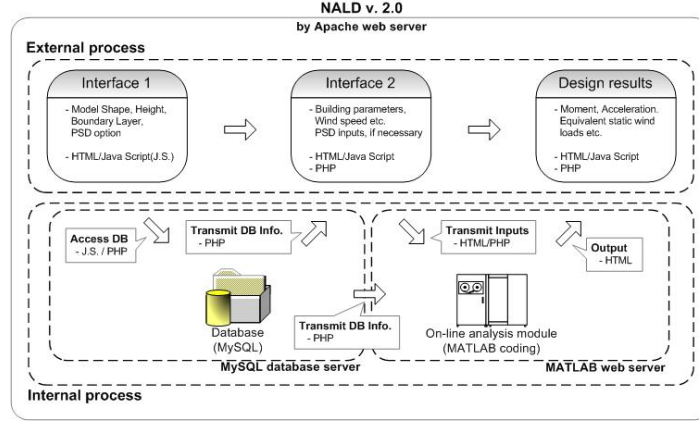 NALD v. 2.0
by Apache web server
External process
Interface 1
- Model Shape, Height,
Boundary Layer,
PSD option
- HTML/Java Script(J.S.)
Interface 2
- Building parameters,
Wind speed etc.
PSD inputs, if necessary
- HTML/Java Script
- PHP
Design results
- Moment, Acceleration.
Equivalent static wind
loads etc.
- HTML/Java Script
- PHP
Access DB
- J.S. / PHP
Transmit DB Info.
- PHP
Transmit Inputs
- HTML/PHP
Output
- HTML
Database
(MySQL)
Transmit DB Info.
- PHP
On-line analysis module
(MATLAB coding)
MySQL database server
MATLAB web server
Internal process